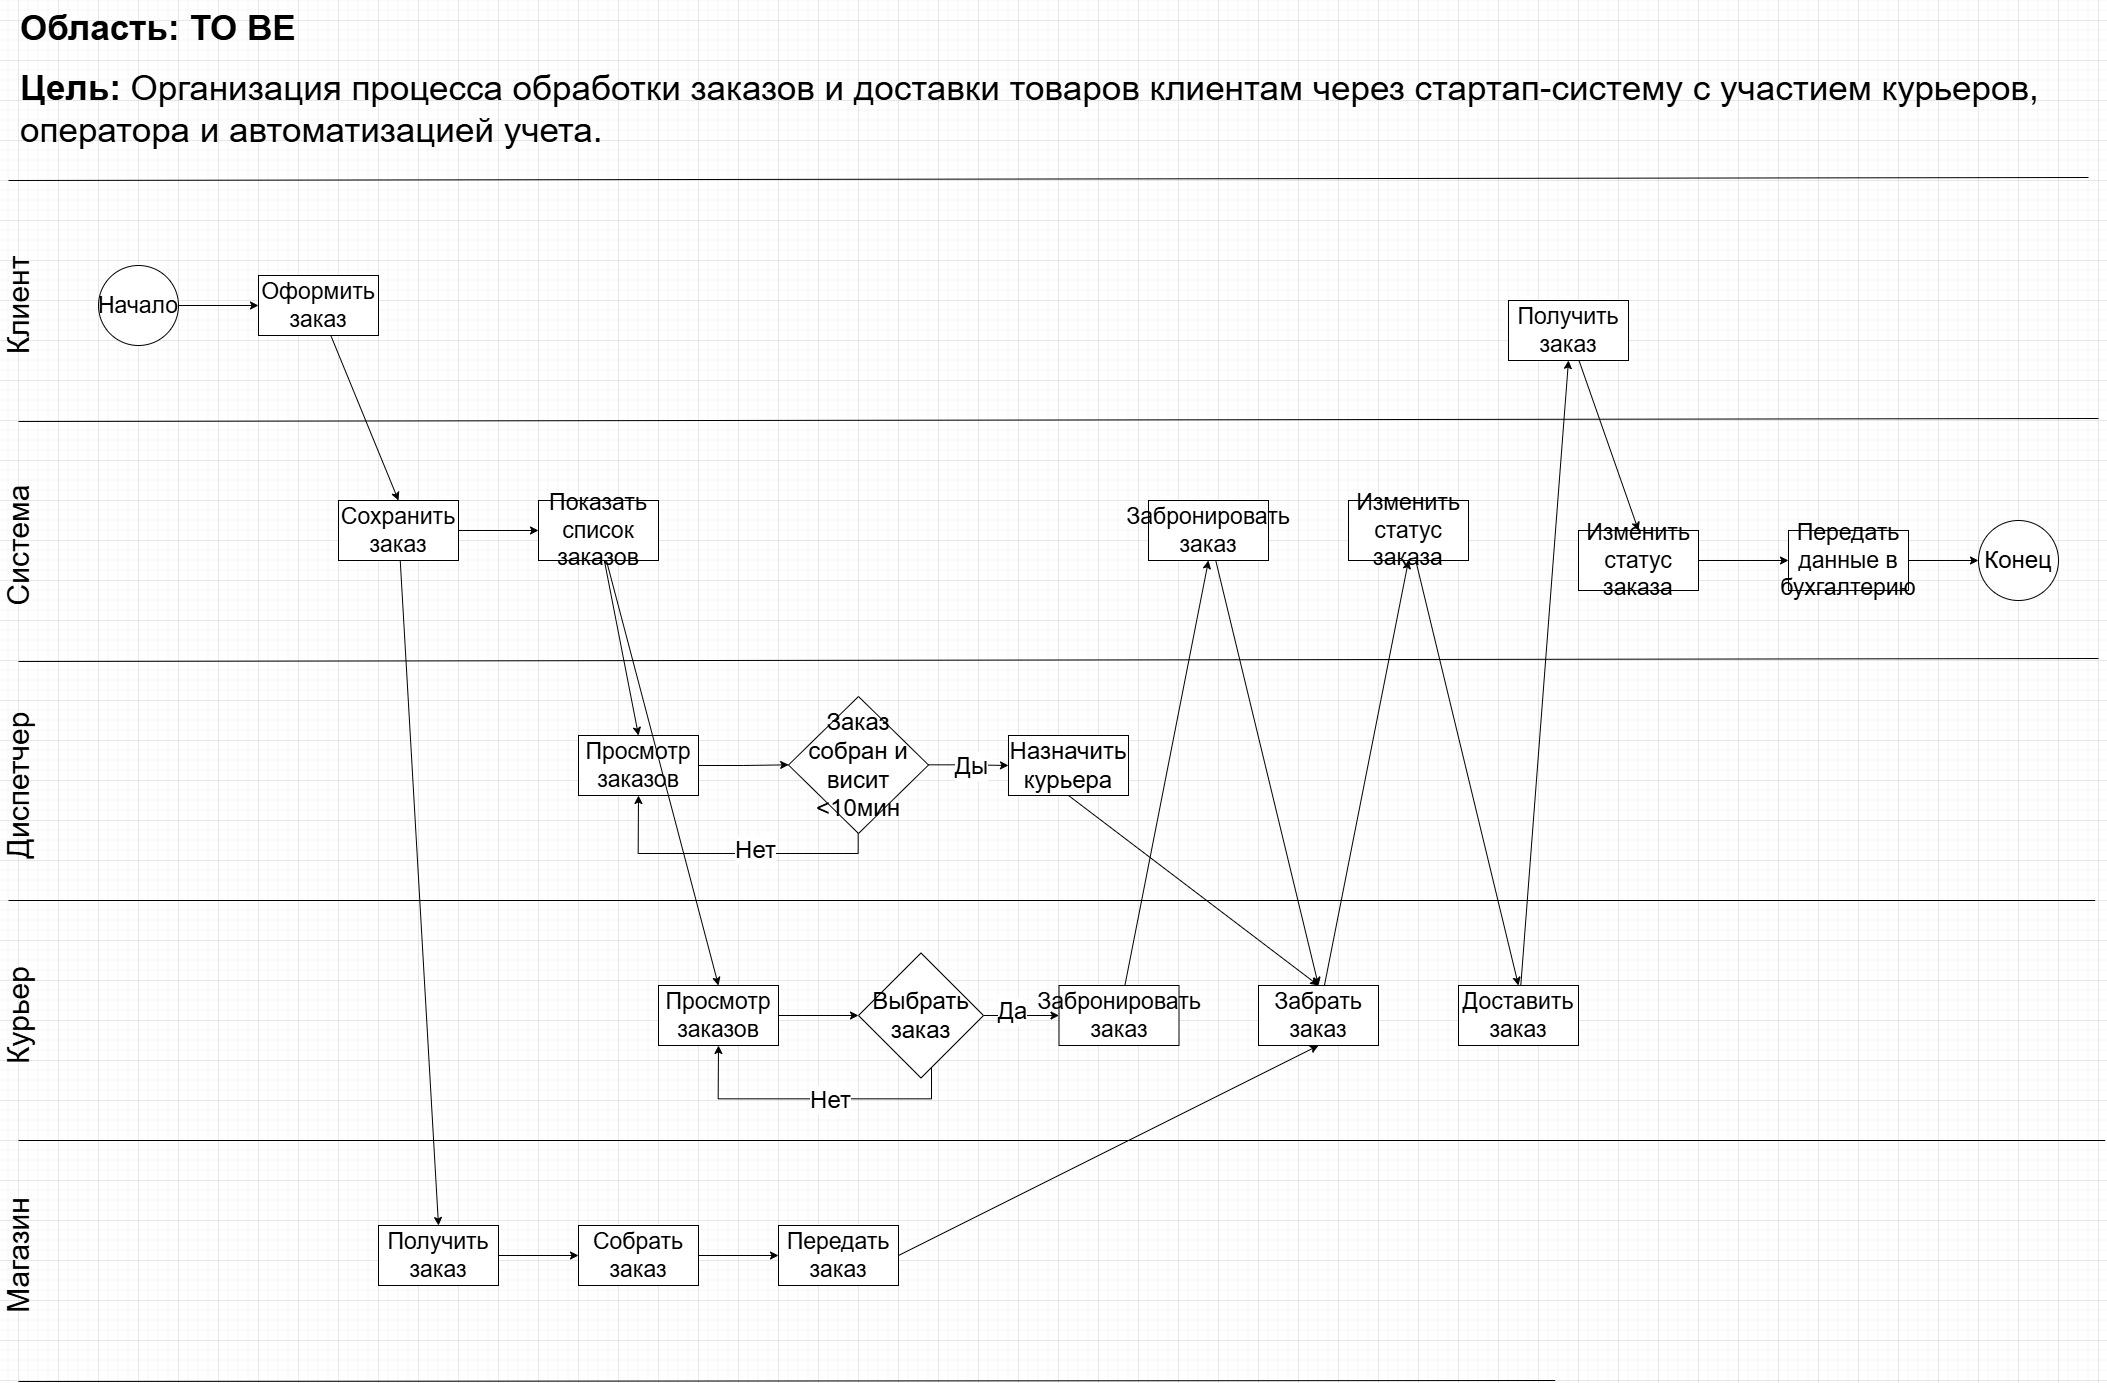 Область: TO BE
Цель: Организация процесса обработки заказов и доставки товаров клиентам через стартап-систему с участием курьеров,
оператора и автоматизацией учета.
Клиент
Начало
Оформить
заказ
Получить
заказ
Система
Сохранить
заказ
Показать
список
заказов
Забронировать
заказ
Изменить
статус
заказа
Изменить
статус
заказа
Передать
данные в
бухгалтерию
Конец
Диспетчер
Просмотр
заказов
Заказ
собран и
висит
<10мин
Ды
Назначить
курьера
Нет
Курьер
Просмотр
заказов
Выбрать
заказ
Да
Забронировать
заказ
Забрать
заказ
Доставить
заказ
Нет
Магазин
Получить
заказ
Собрать
заказ
Передать
заказ